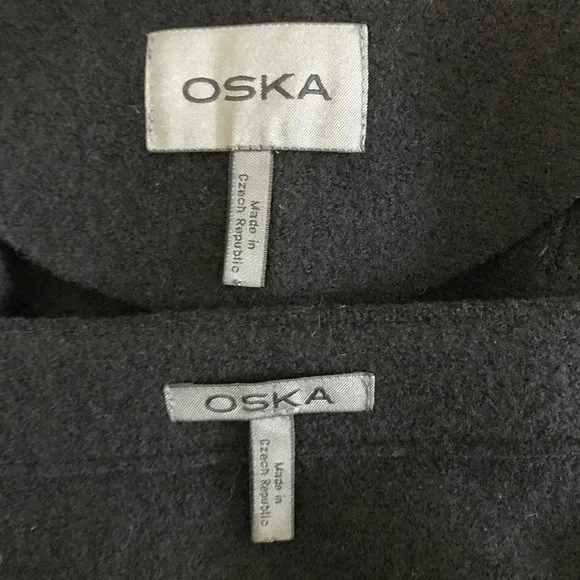 OSKA
Made in
Czech Republic
OSKA
Made in
Czech Republic